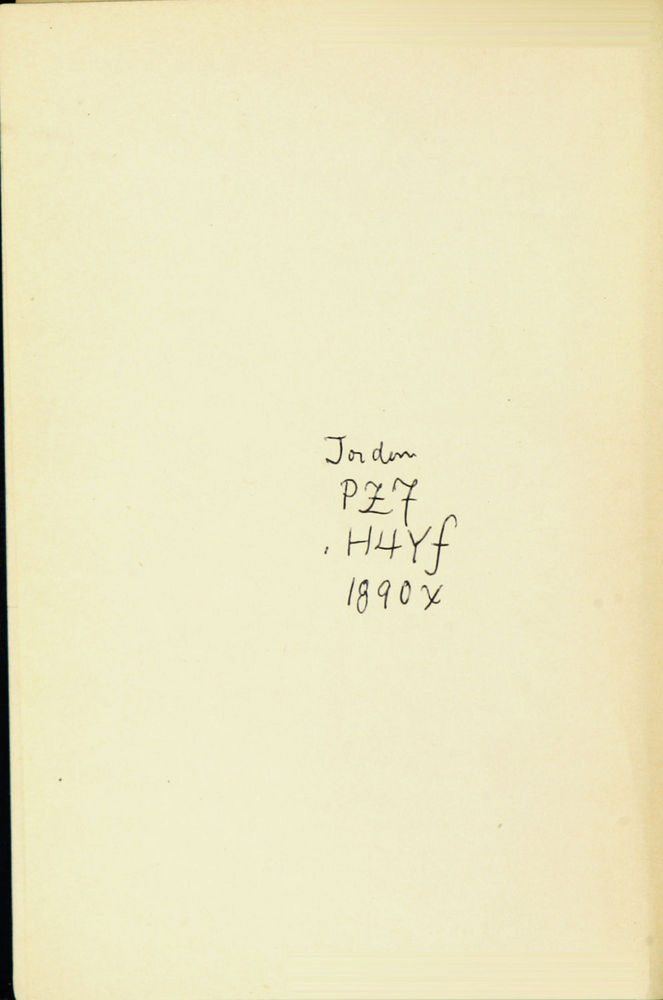 Jordan
PZ7
.H4Yf
1890x